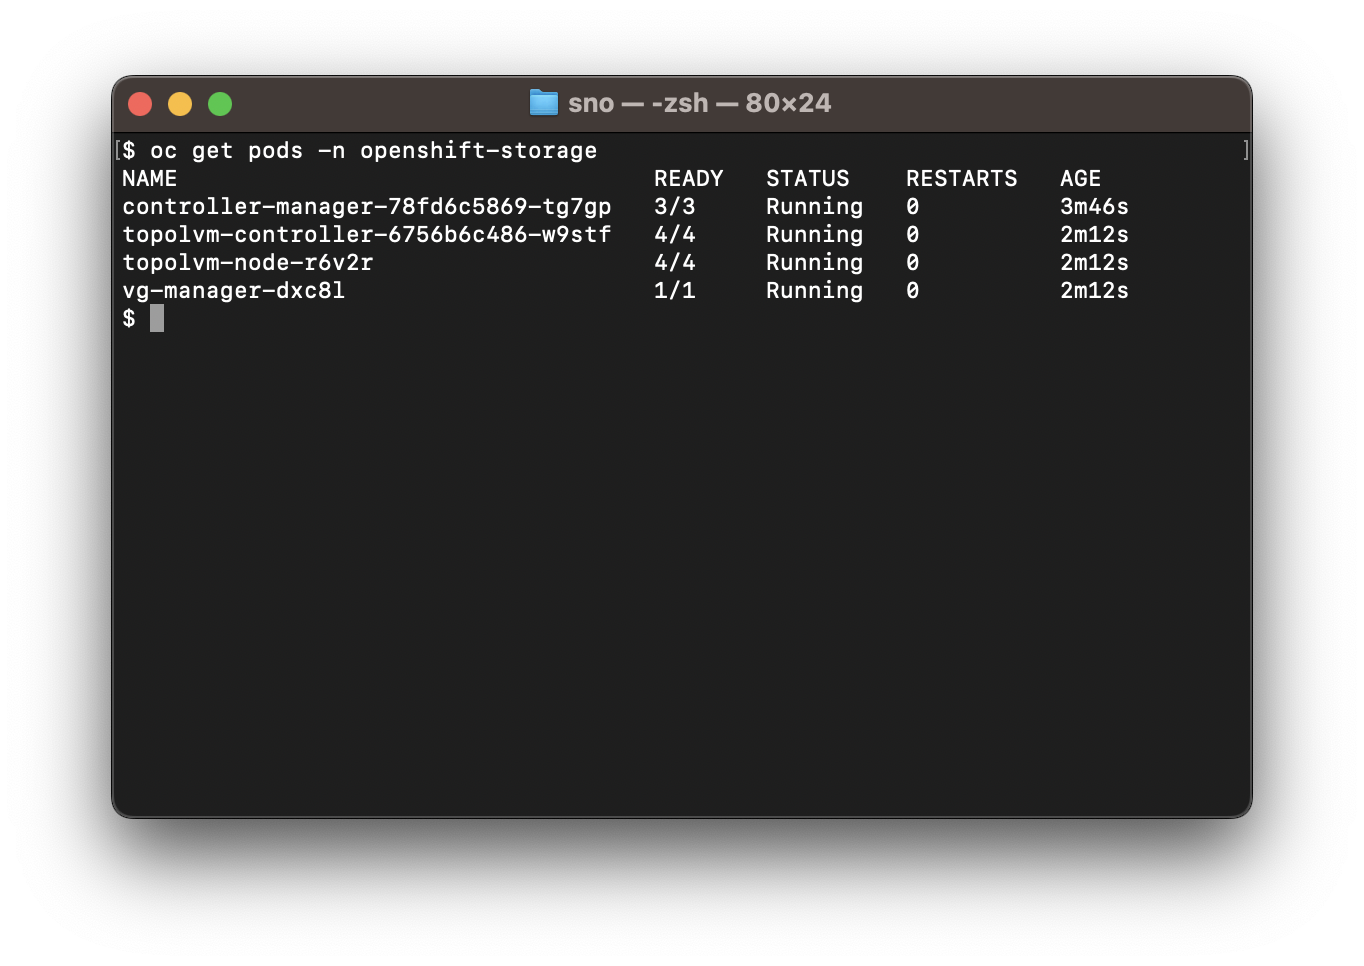 sno — -zsh — 80×24
[$ oc get pods -n openshift-storage ]
NAME READY STATUS RESTARTS AGE
controller-manager-78fd6c5869-tg7gp 3/3 Running 0 3m46s
topolvm-controller-6756b6c486-w9stf 4/4 Running 0 2m12s
topolvm-node-r6v2r 4/4 Running 0 2m12s
vg-manager-dxc8l 1/1 Running 0 2m12s
$